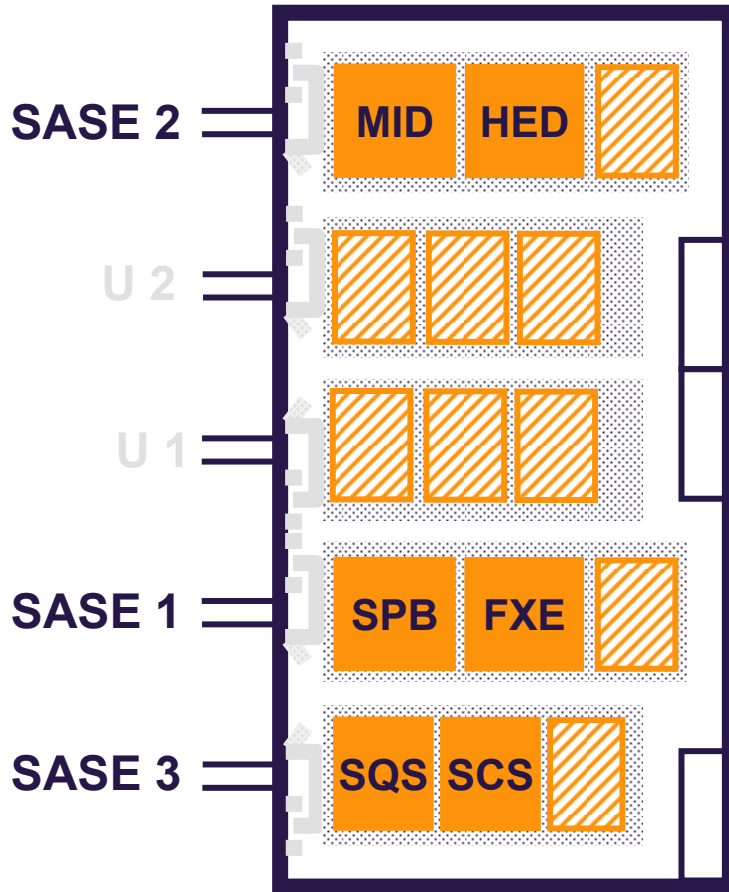 SASE 2 MID HED
U 2
U 1
SASE 1 SPB FXE
SASE 3 SQS SCS